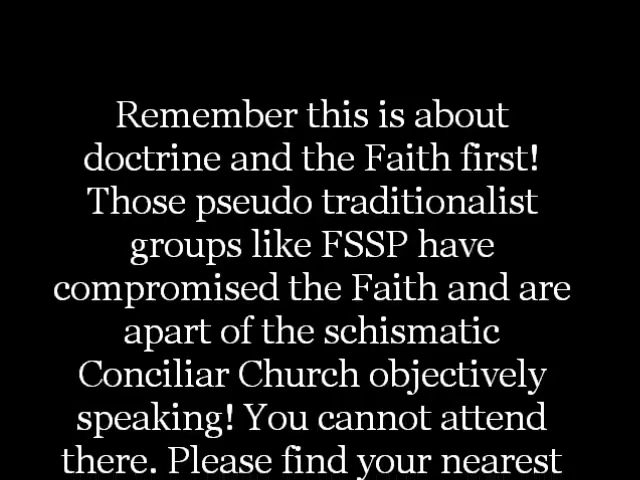 Remember this is about
doctrine and the Faith first!
Those pseudo traditionalist
groups like FSSP have
compromised the Faith and are
apart of the schismatic
Conciliar Church objectively
speaking! You cannot attend
there. Please find your nearest